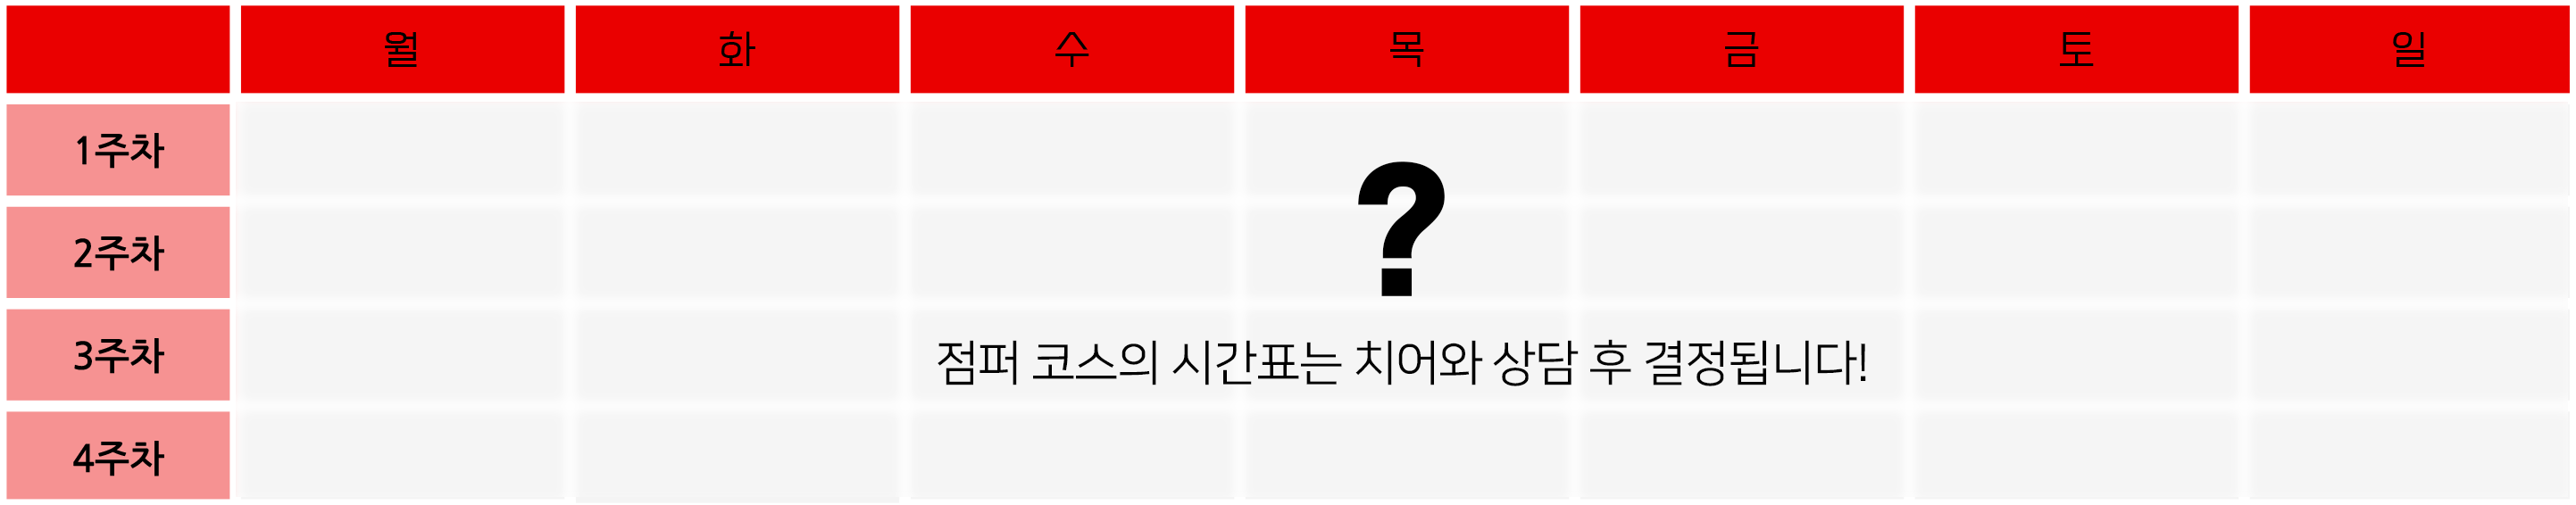 월 화 수 목 금 토 일
1주차
?
2주차
3주차
점퍼 코스의 시간표는 치어와 상담 후 결정됩니다!
4주차